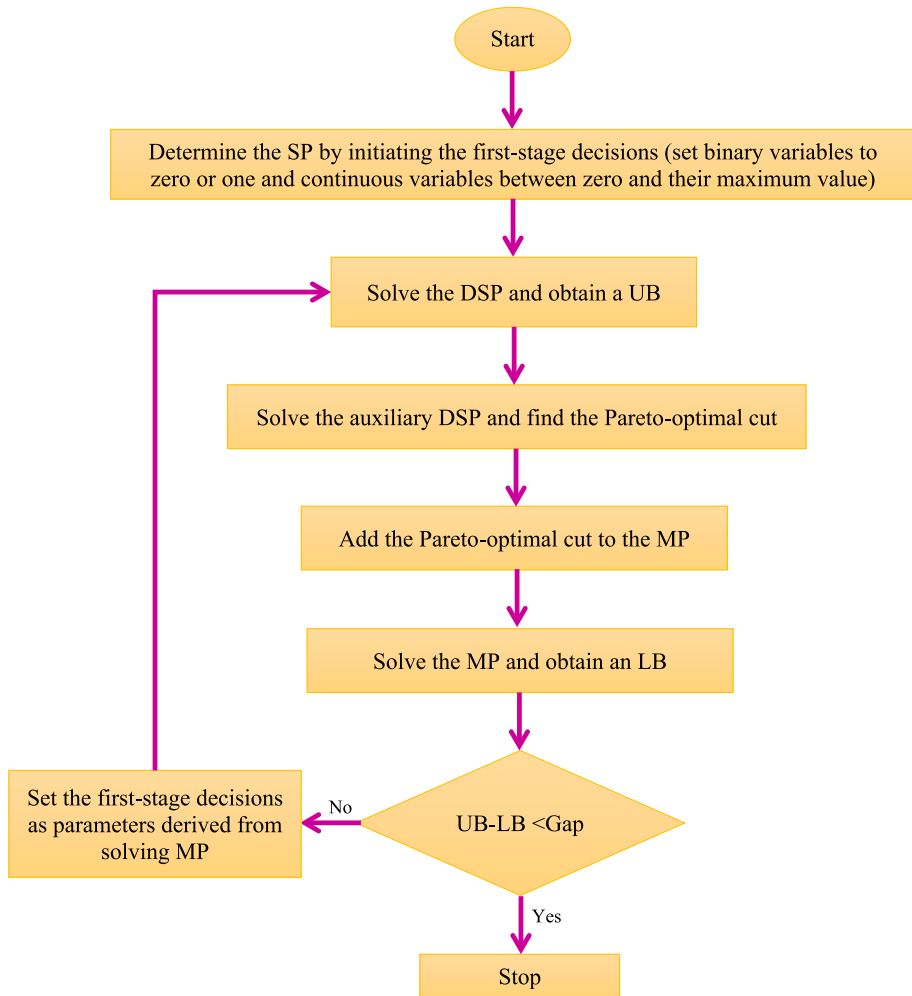 Start
Determine the SP by initiating the first-stage decisions (set binary variables to
zero or one and continuous variables between zero and their maximum value)
Solve the DSP and obtain a UB
Solve the auxiliary DSP and find the Pareto-optimal cut
Add the Pareto-optimal cut to the MP
Solve the MP and obtain an LB
Set the first-stage decisions
as parameters derived from
solving MP
No
UB-LB <Gap
Yes
Stop